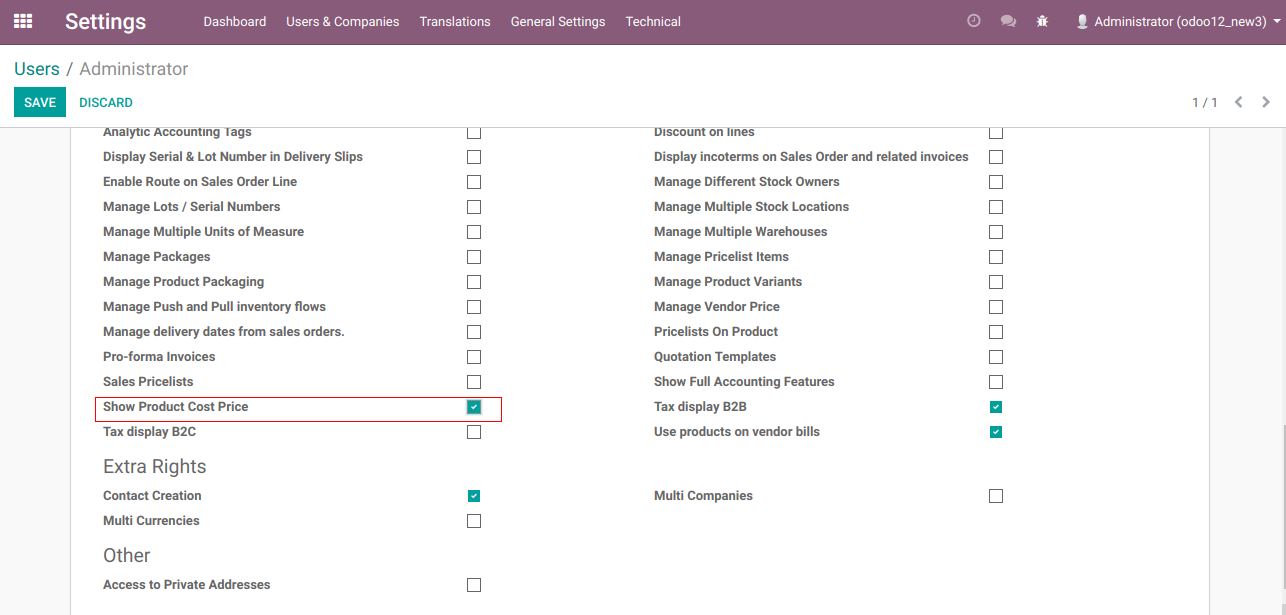 Settings Dashboard Users & Companies Translations General Settings Technical Administrator (odoo12_new3)
Users / Administrator
SAVE DISCARD 1 / 1
Analytic Accounting Tags Discount on lines
Display Serial & Lot Number in Delivery Slips Display incoterms on Sales Order and related invoices
Enable Route on Sales Order Line Manage Different Stock Owners
Manage Lots / Serial Numbers Manage Multiple Stock Locations
Manage Multiple Units of Measure Manage Multiple Warehouses
Manage Packages Manage Pricelist Items
Manage Product Packaging Manage Product Variants
Manage Push and Pull inventory flows Manage Vendor Price
Manage delivery dates from sales orders. Pricelists On Product
Pro-forma Invoices Quotation Templates
Sales Pricelists Show Full Accounting Features
Show Product Cost Price Tax display B2B
Tax display B2C Use products on vendor bills
Extra Rights
Contact Creation Multi Companies
Multi Currencies
Other
Access to Private Addresses